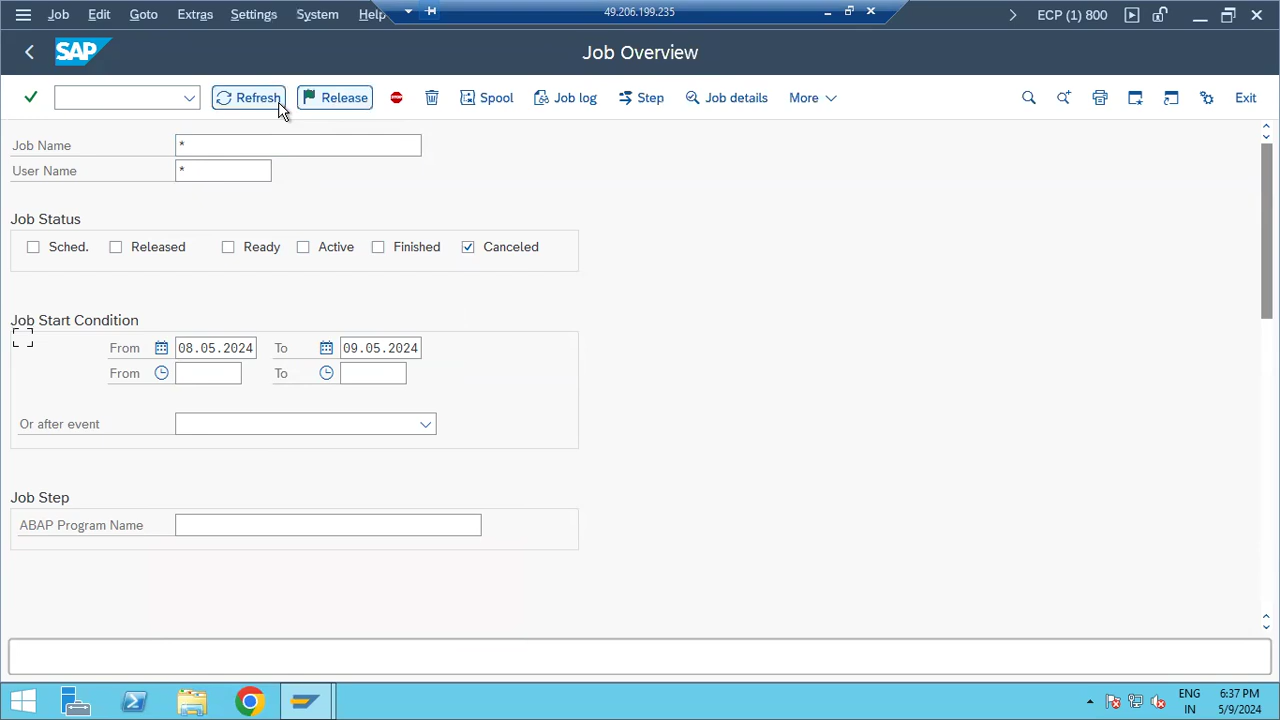 Job Edit Goto Extras Settings System Help 49.206.199.235 ECP (1) 800
SAP Job Overview
Refresh Release Spool Job log Step Job details More Exit
Job Name *
User Name *
Job Status
Sched. Released Ready Active Finished Canceled
Job Start Condition
From 08.05.2024 To 09.05.2024
From To
Or after event
Job Step
ABAP Program Name
ENG 6:37 PM
IN 5/9/2024